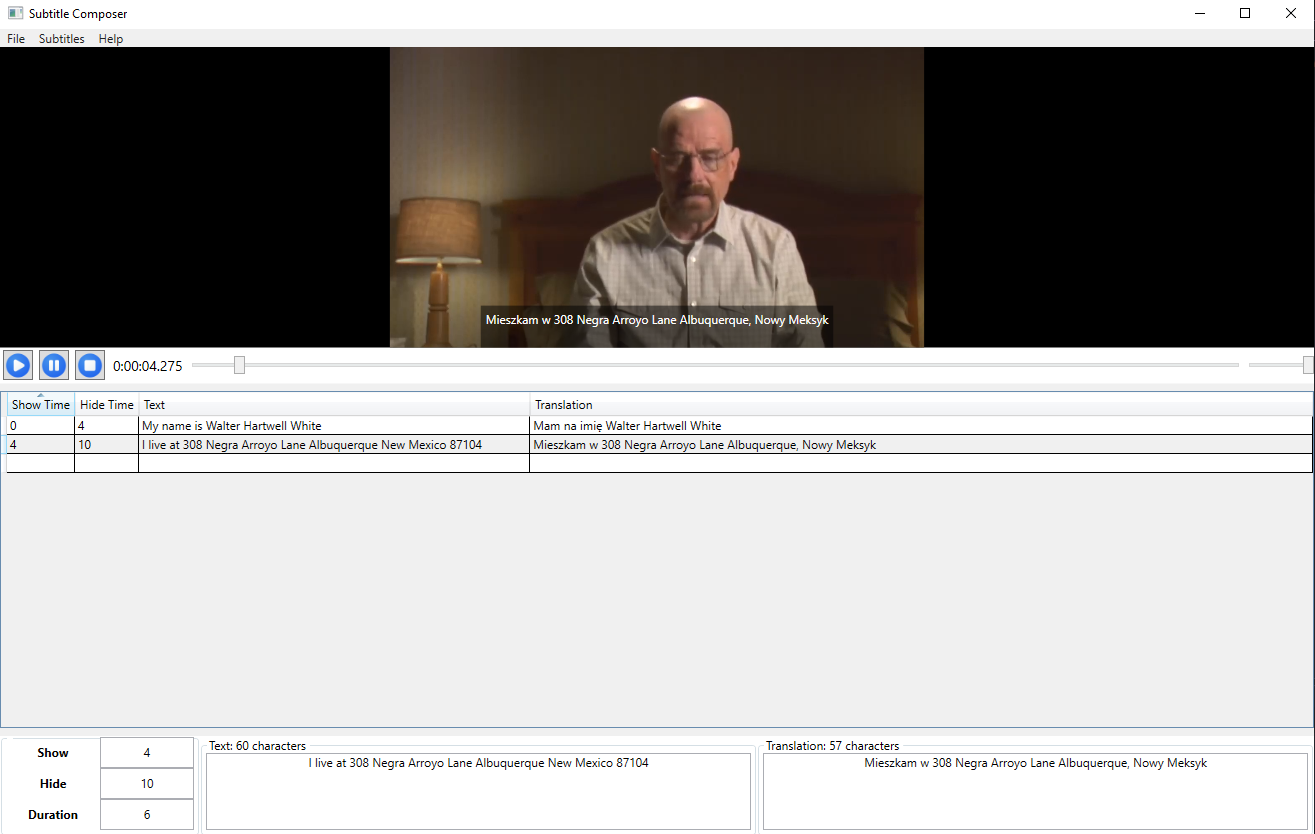 Subtitle Composer
File Subtitles Help
Mieszkam w 308 Negra Arroyo Lane Albuquerque, Nowy Meksyk
0:00:04.275
Show Time Hide Time Text Translation
0 4 My name is Walter Hartwell White Mam na imię Walter Hartwell White
4 10 I live at 308 Negra Arroyo Lane Albuquerque New Mexico 87104 Mieszkam w 308 Negra Arroyo Lane Albuquerque, Nowy Meksyk
Show 4
Hide 10
Duration 6
Text: 60 characters
I live at 308 Negra Arroyo Lane Albuquerque New Mexico 87104
Translation: 57 characters
Mieszkam w 308 Negra Arroyo Lane Albuquerque, Nowy Meksyk